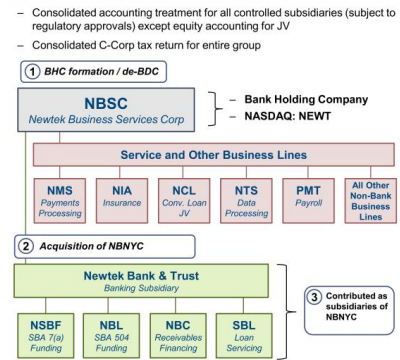 – Consolidated accounting treatment for all controlled subsidiaries (subject to
regulatory approvals) except equity accounting for JV
– Consolidated C-Corp tax return for entire group
1 BHC formation / de-BDC
NBSC
Newtek Business Services Corp
– Bank Holding Company
– NASDAQ: NEWT
Service and Other Business Lines
NMS
Payments
Processing
NIA
Insurance
NCL
Conv. Loan
JV
NTS
Data
Processing
PMT
Payroll
All Other
Non-Bank
Business
Lines
2 Acquisition of NBNYC
Newtek Bank & Trust
Banking Subsidiary
NSBF
SBA 7(a)
Funding
NBL
SBA 504
Funding
NBC
Receivables
Financing
SBL
Loan
Servicing
3 Contributed as
subsidiaries of
NBNYC